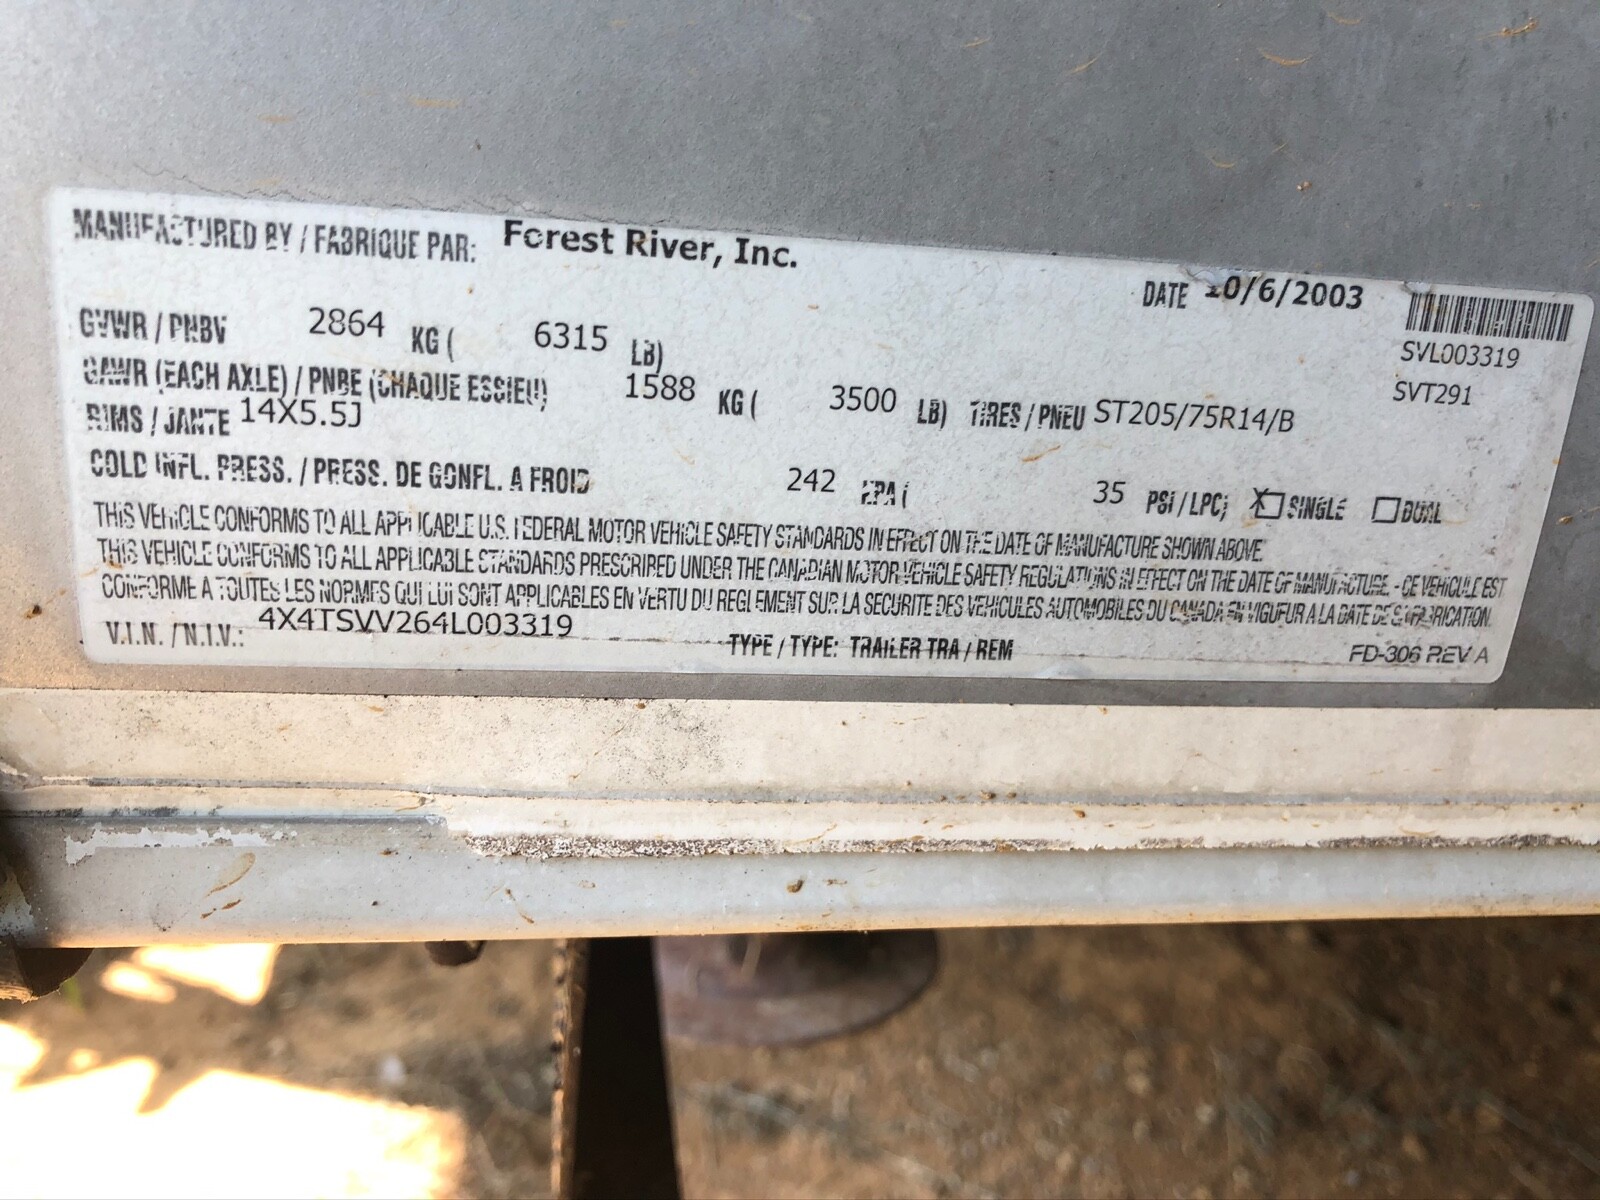 MANUFACTURED BY / FABRIQUE PAR: Forest River, Inc.
DATE 10/6/2003
SVL003319
SVT291
GVWR / PNBV 2864 KG ( 6315 LB)
GAWR (EACH AXLE) / PNBE (CHAQUE ESSIEU) 1588 KG ( 3500 LB) TIRES / PNEU ST205/75R14/B
RIMS / JANTE 14X5.5J
COLD INFL. PRESS. / PRESS. DE GONFL. A FROID 242 KPA ( 35 PSI / LPC) X SINGLE DUAL
THIS VEHICLE CONFORMS TO ALL APPLICABLE U.S. FEDERAL MOTOR VEHICLE SAFETY STANDARDS IN EFFECT ON THE DATE OF MANUFACTURE SHOWN ABOVE.
THIS VEHICLE CONFORMS TO ALL APPLICABLE STANDARDS PRESCRIBED UNDER THE CANADIAN MOTOR VEHICLE SAFETY REGULATIONS IN EFFECT ON THE DATE OF MANUFACTURE. - CE VEHICULE EST
CONFORME A TOUTES LES NORMES QUI LUI SONT APPLICABLES EN VERTU DU REGLEMENT SUR LA SECURITE DES VEHICULES AUTOMOBILES DU CANADA EN VIGUEUR A LA DATE DE SA FABRICATION.
V.I.N. / N.I.V.: 4X4TSVV264L003319 TYPE / TYPE: TRAILER TRA / REM FD-306 REV A